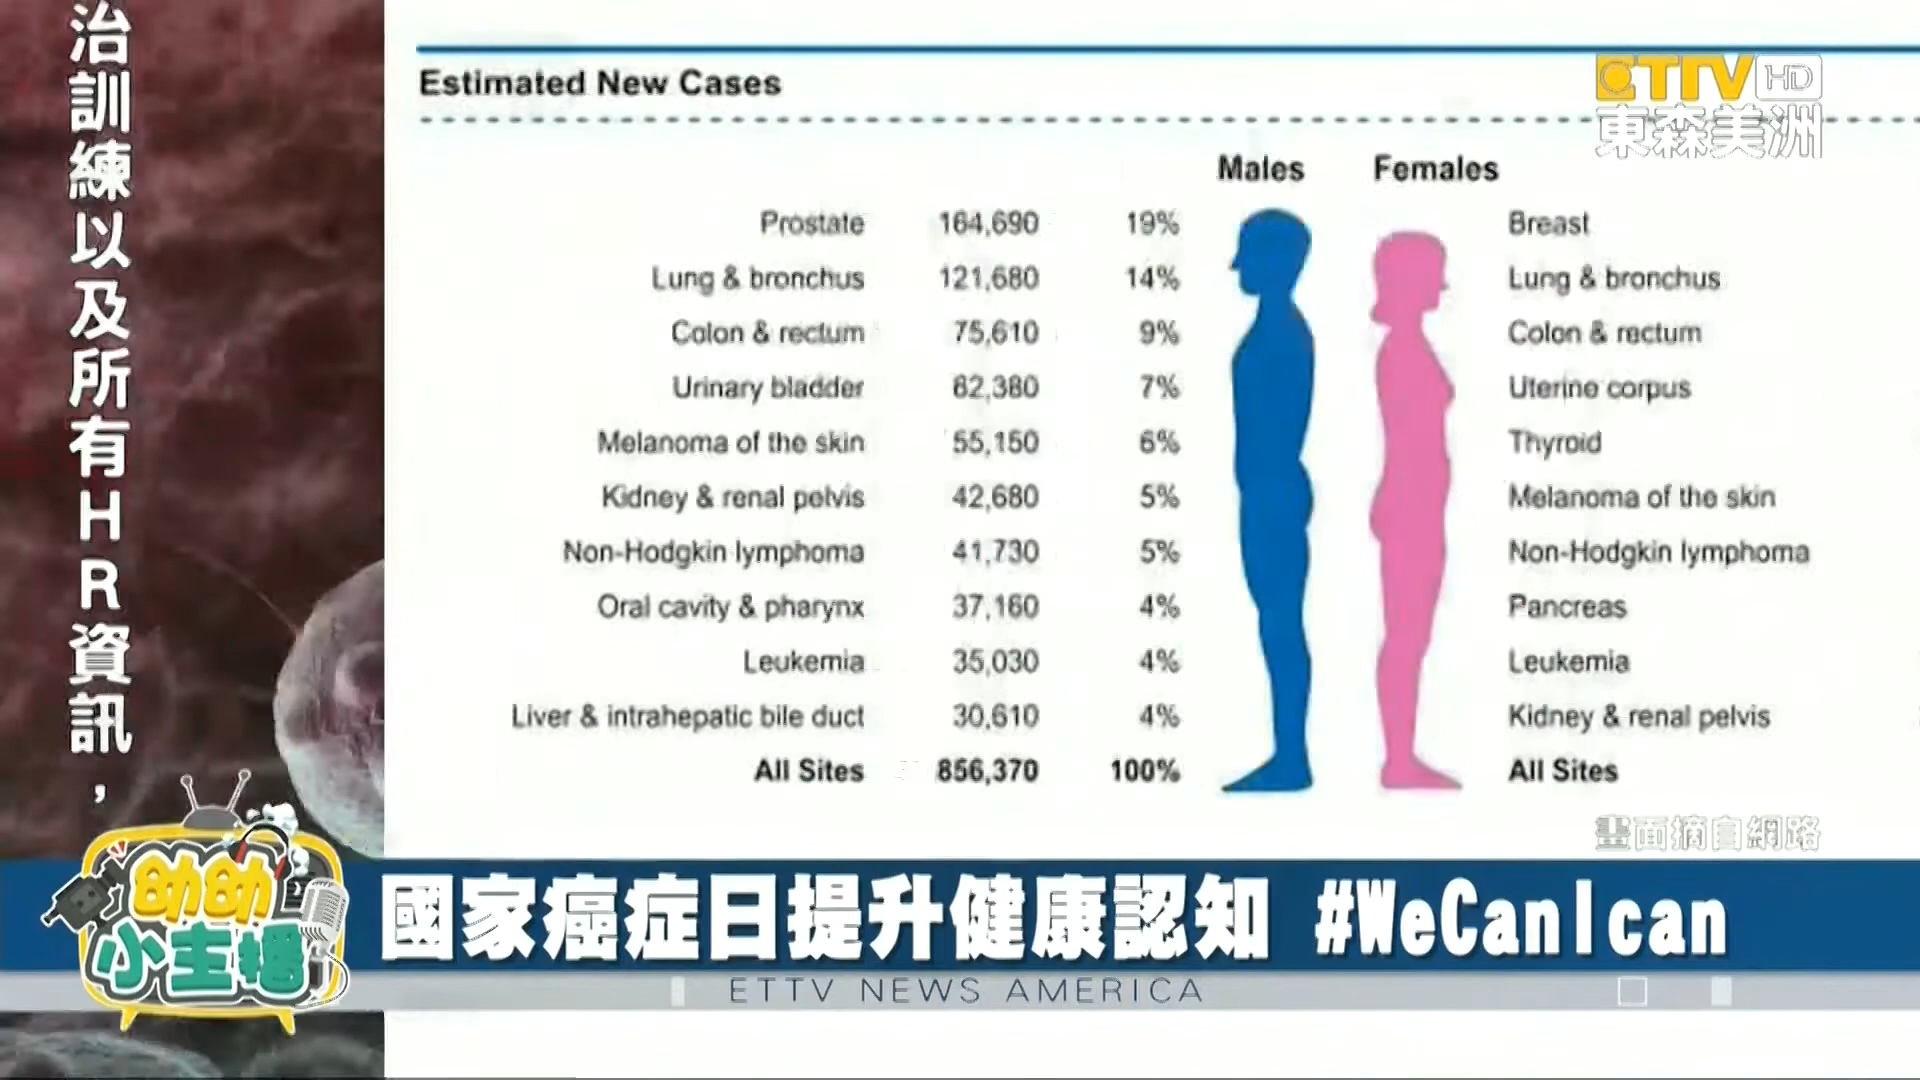 治訓練以及所有HR資訊，
Estimated New Cases
ETTV HD
東森美洲
Males Females
Prostate 164,690 19% Breast
Lung & bronchus 121,680 14% Lung & bronchus
Colon & rectum 75,610 9% Colon & rectum
Urinary bladder 62,380 7% Uterine corpus
Melanoma of the skin 55,150 6% Thyroid
Kidney & renal pelvis 42,680 5% Melanoma of the skin
Non-Hodgkin lymphoma 41,730 5% Non-Hodgkin lymphoma
Oral cavity & pharynx 37,160 4% Pancreas
Leukemia 35,030 4% Leukemia
Liver & intrahepatic bile duct 30,610 4% Kidney & renal pelvis
All Sites 856,370 100% All Sites
畫面摘自網路
幼幼
小主播
國家癌症日提升健康認知 #WeCanIcan
ETTV NEWS AMERICA